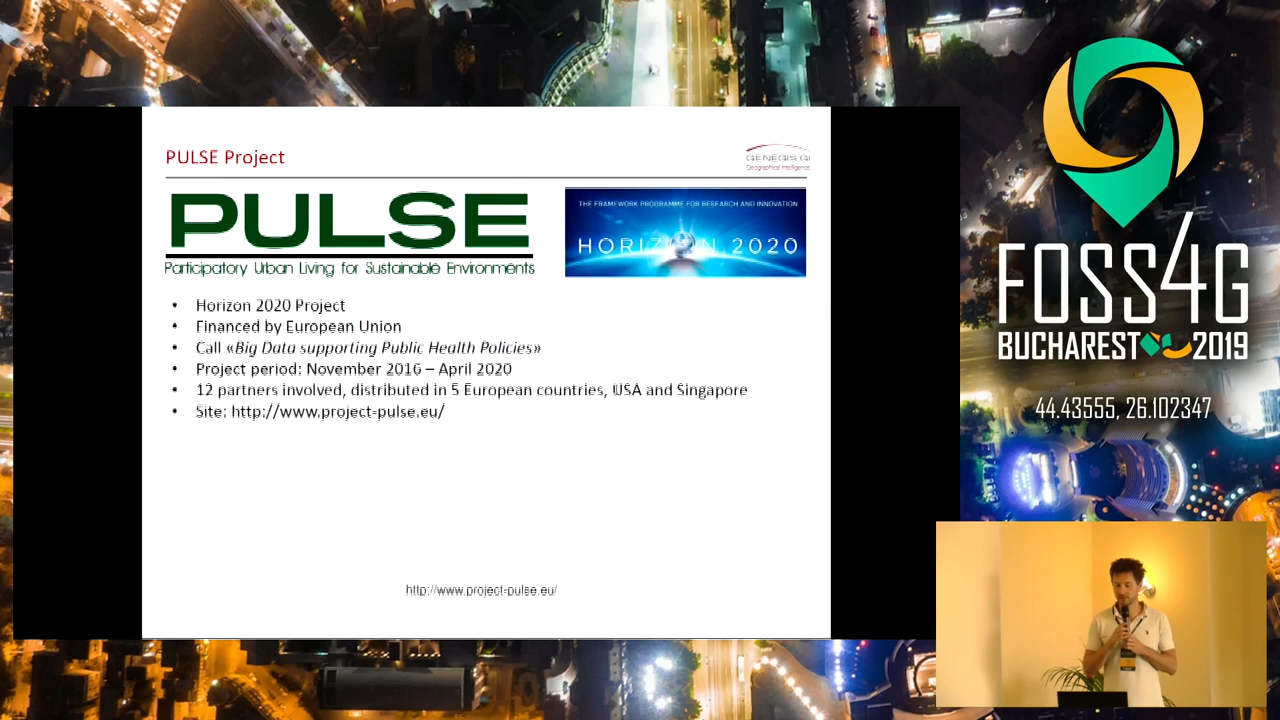 PULSE Project
GENEGIS GI
Geographical Intelligence
PULSE
Participatory Urban Living for Sustainable Environments
THE FRAMEWORK PROGRAMME FOR RESEARCH AND INNOVATION
HORIZON 2020
• Horizon 2020 Project
• Financed by European Union
• Call «Big Data supporting Public Health Policies»
• Project period: November 2016 – April 2020
• 12 partners involved, distributed in 5 European countries, USA and Singapore
• Site: http://www.project-pulse.eu/
http://www.project-pulse.eu/
FOSS4G
BUCHAREST 2019
44.43555, 26.102347